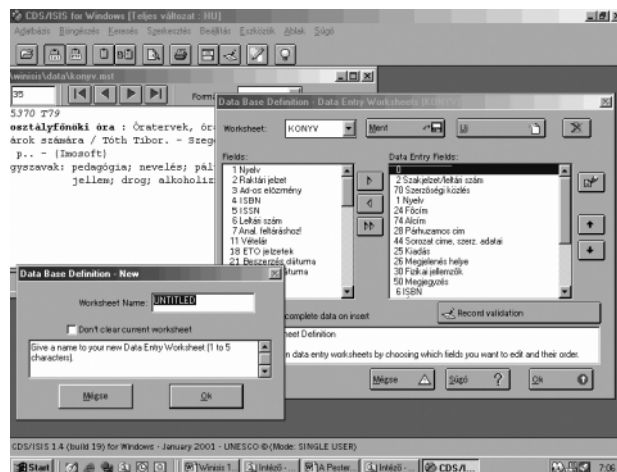 CDS/ISIS for Windows [Teljes változat : HU]
Adatbázis Böngészés Keresés Szerkesztés Beállítás Eszközök Ablak Súgó
\winisis\data\konyv.mst
35
5370 T79
osztályfőnöki óra : Óratervek,
árok számára / Tóth Tibor. -
p.. - (Imosoft)
gyszavak: pedagógia; nevelés;
jellem; drog;
Data Base Definition - Data Entry Worksheets [KONYV]
Worksheet: KONYV Ment Új
Fields:
1 Nyelv
2 Raktári jelzet
3 Ad-os előzmény
4 ISBN
5 ISSN
6 Leltári szám
7 Anal. feltáráshoz!
11 Vételár
18 ETO jelzetek
21 Beszerzés dátuma
Data Entry Fields:
0
2 Szakjelzet/leltári szám
70 Szerzőségi közlés
1 Nyelv
24 Főcím
74 Alcím
28 Párhuzamos cím
44 Sorozat címe, szerz. adatai
25 Kiadás
26 Megjelenés helye
30 Fizikai jellemzők
50 Megjegyzés
6 ISBN
complete data on insert
Record validation
heet Definition
n data entry worksheets by choosing which fields you want to edit and their order.
Mégse Súgó Ok
Data Base Definition - New
Worksheet Name: UNTITLED
Don't clear current worksheet
Give a name to your new Data Entry Worksheet (1 to 5
characters).
Mégse Ok
CDS/ISIS 1.4 (build 19) for Windows - January 2001 - UNESCO © (Mode: SINGLE USER)
Start Winisis 1... Intéző - ... A Pester... Intéző - ... CDS/I... 7:06